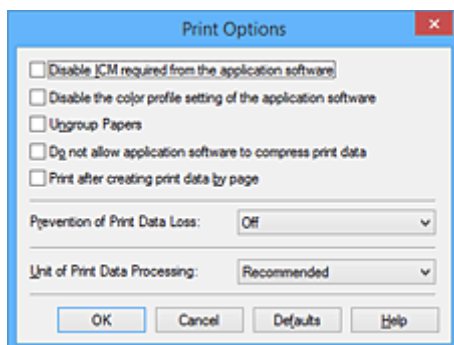 Print Options
Disable ICM required from the application software
Disable the color profile setting of the application software
Ungroup Papers
Do not allow application software to compress print data
Print after creating print data by page
Prevention of Print Data Loss: Off
Unit of Print Data Processing: Recommended
OK Cancel Defaults Help